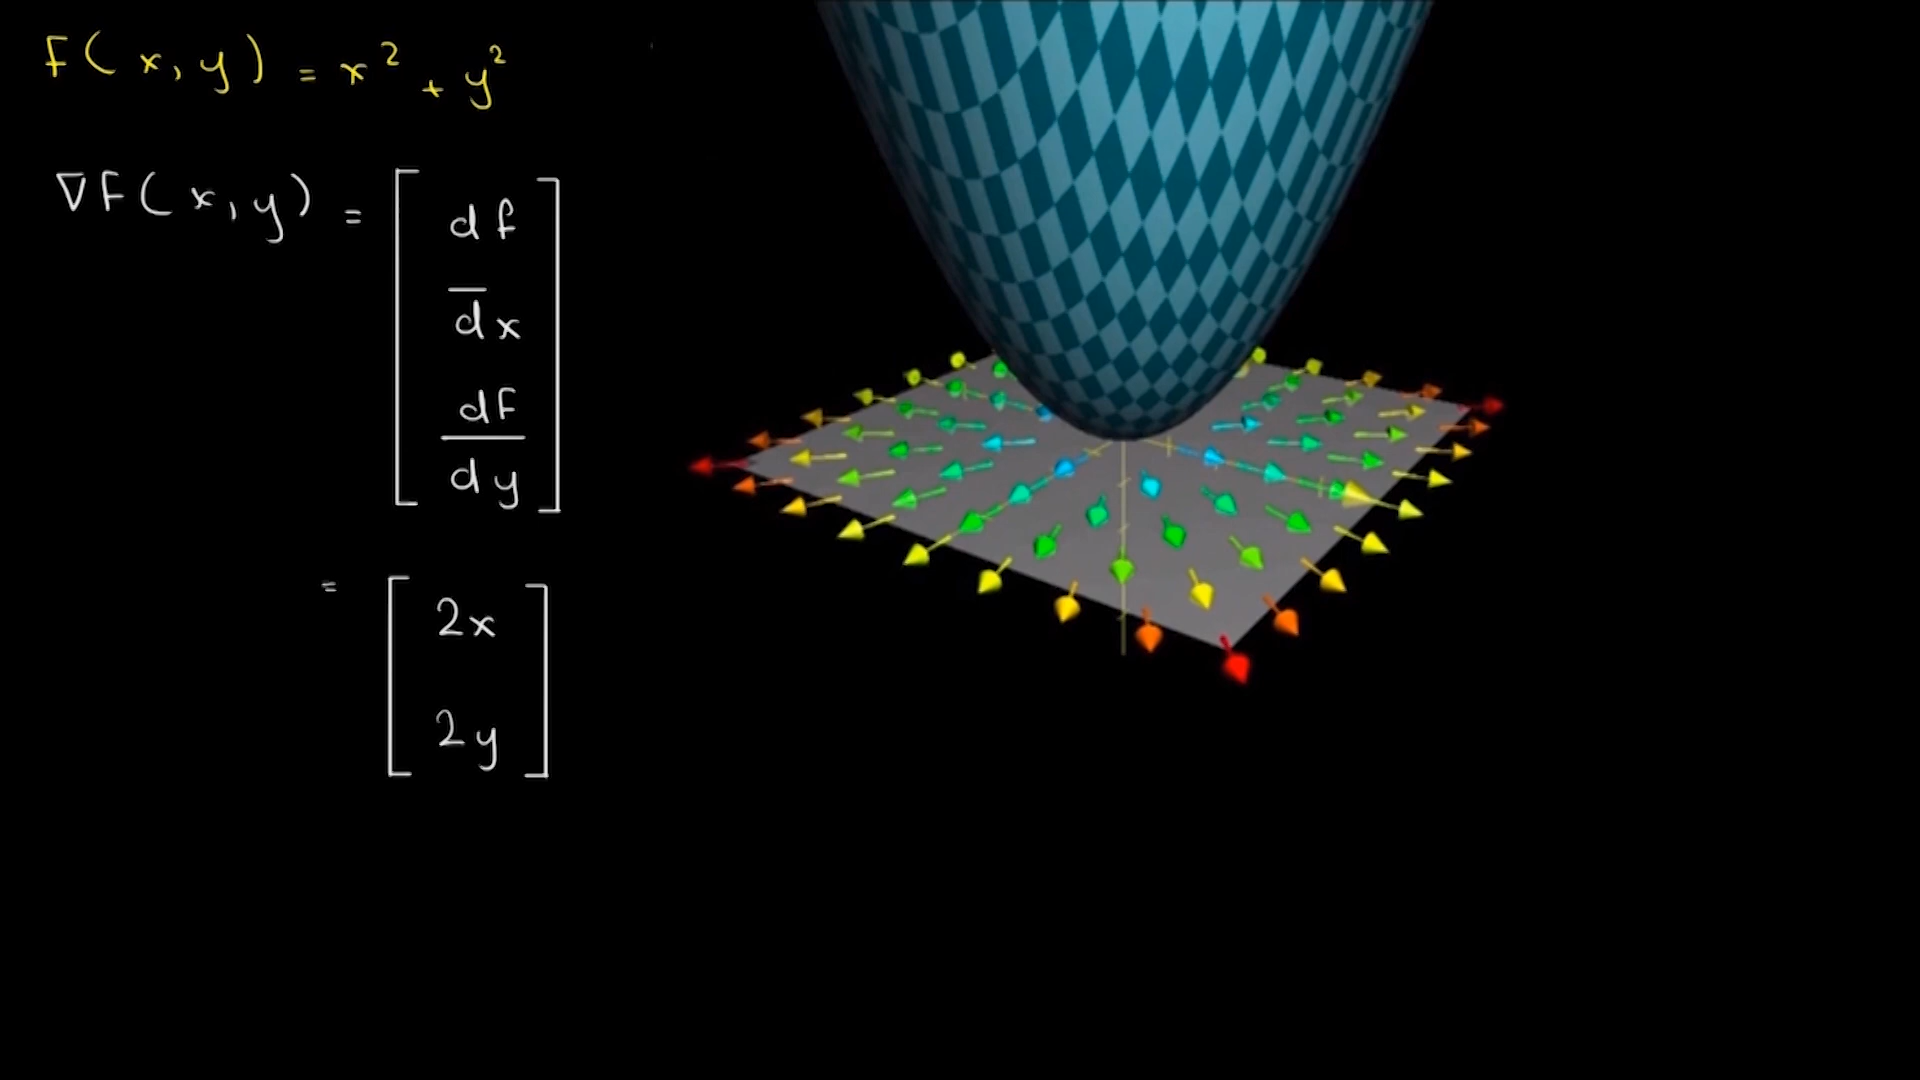 F(x,y) = x² + y²
∇F(x,y) = [ df
dx
dF
dy ]
= [ 2x
2y ]